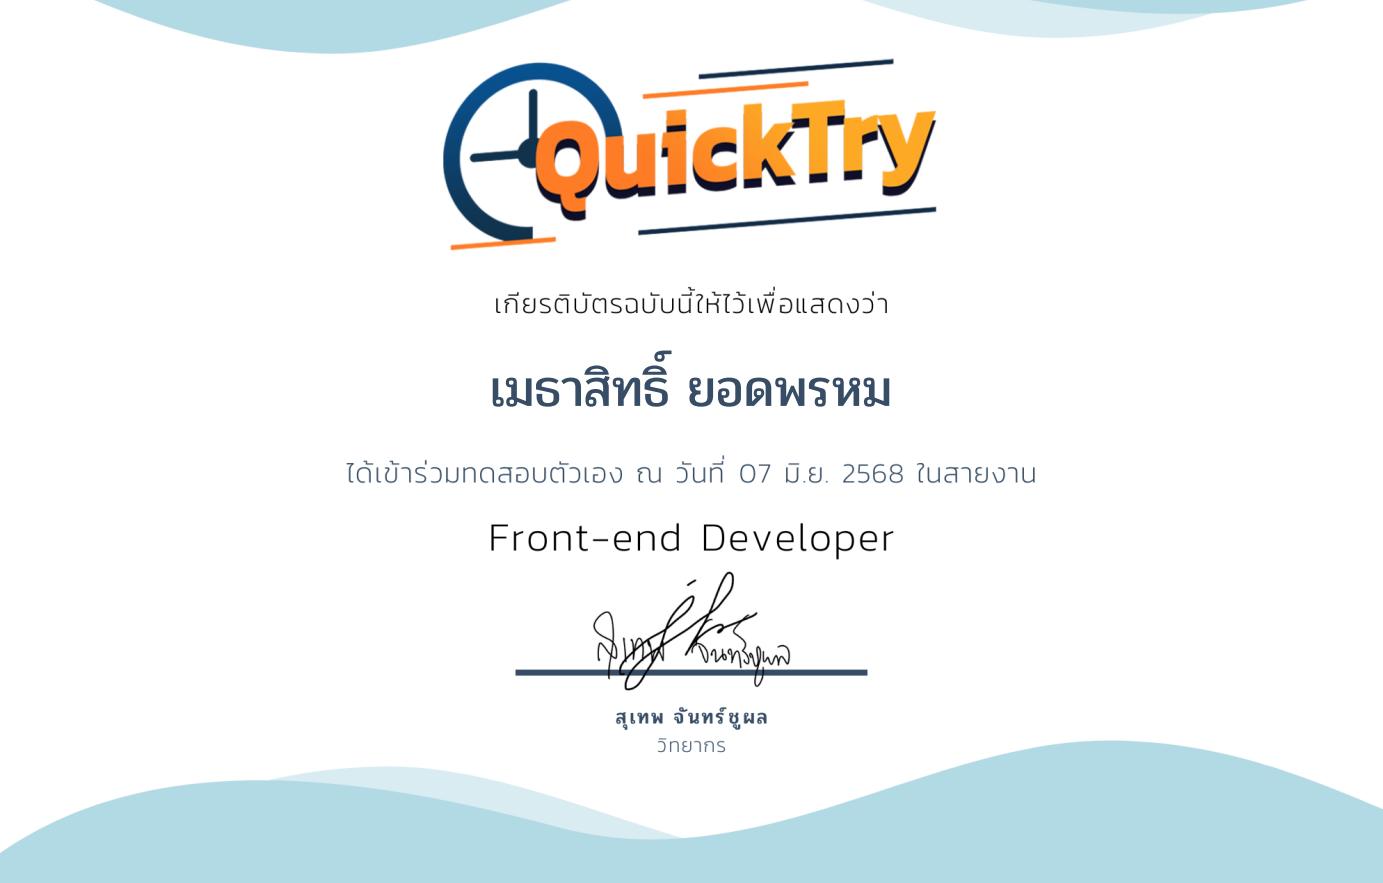 QuickTry
เกียรติบัตรฉบับนี้ให้ไว้เพื่อแสดงว่า
เมธาสิทธิ์ ยอดพรหม
ได้เข้าร่วมทดสอบตัวเอง ณ วันที่ 07 มิ.ย. 2568 ในสายงาน
Front-end Developer
สุเทพ จันทร์ชูผล
สุเทพ จันทร์ชูผล
วิทยากร